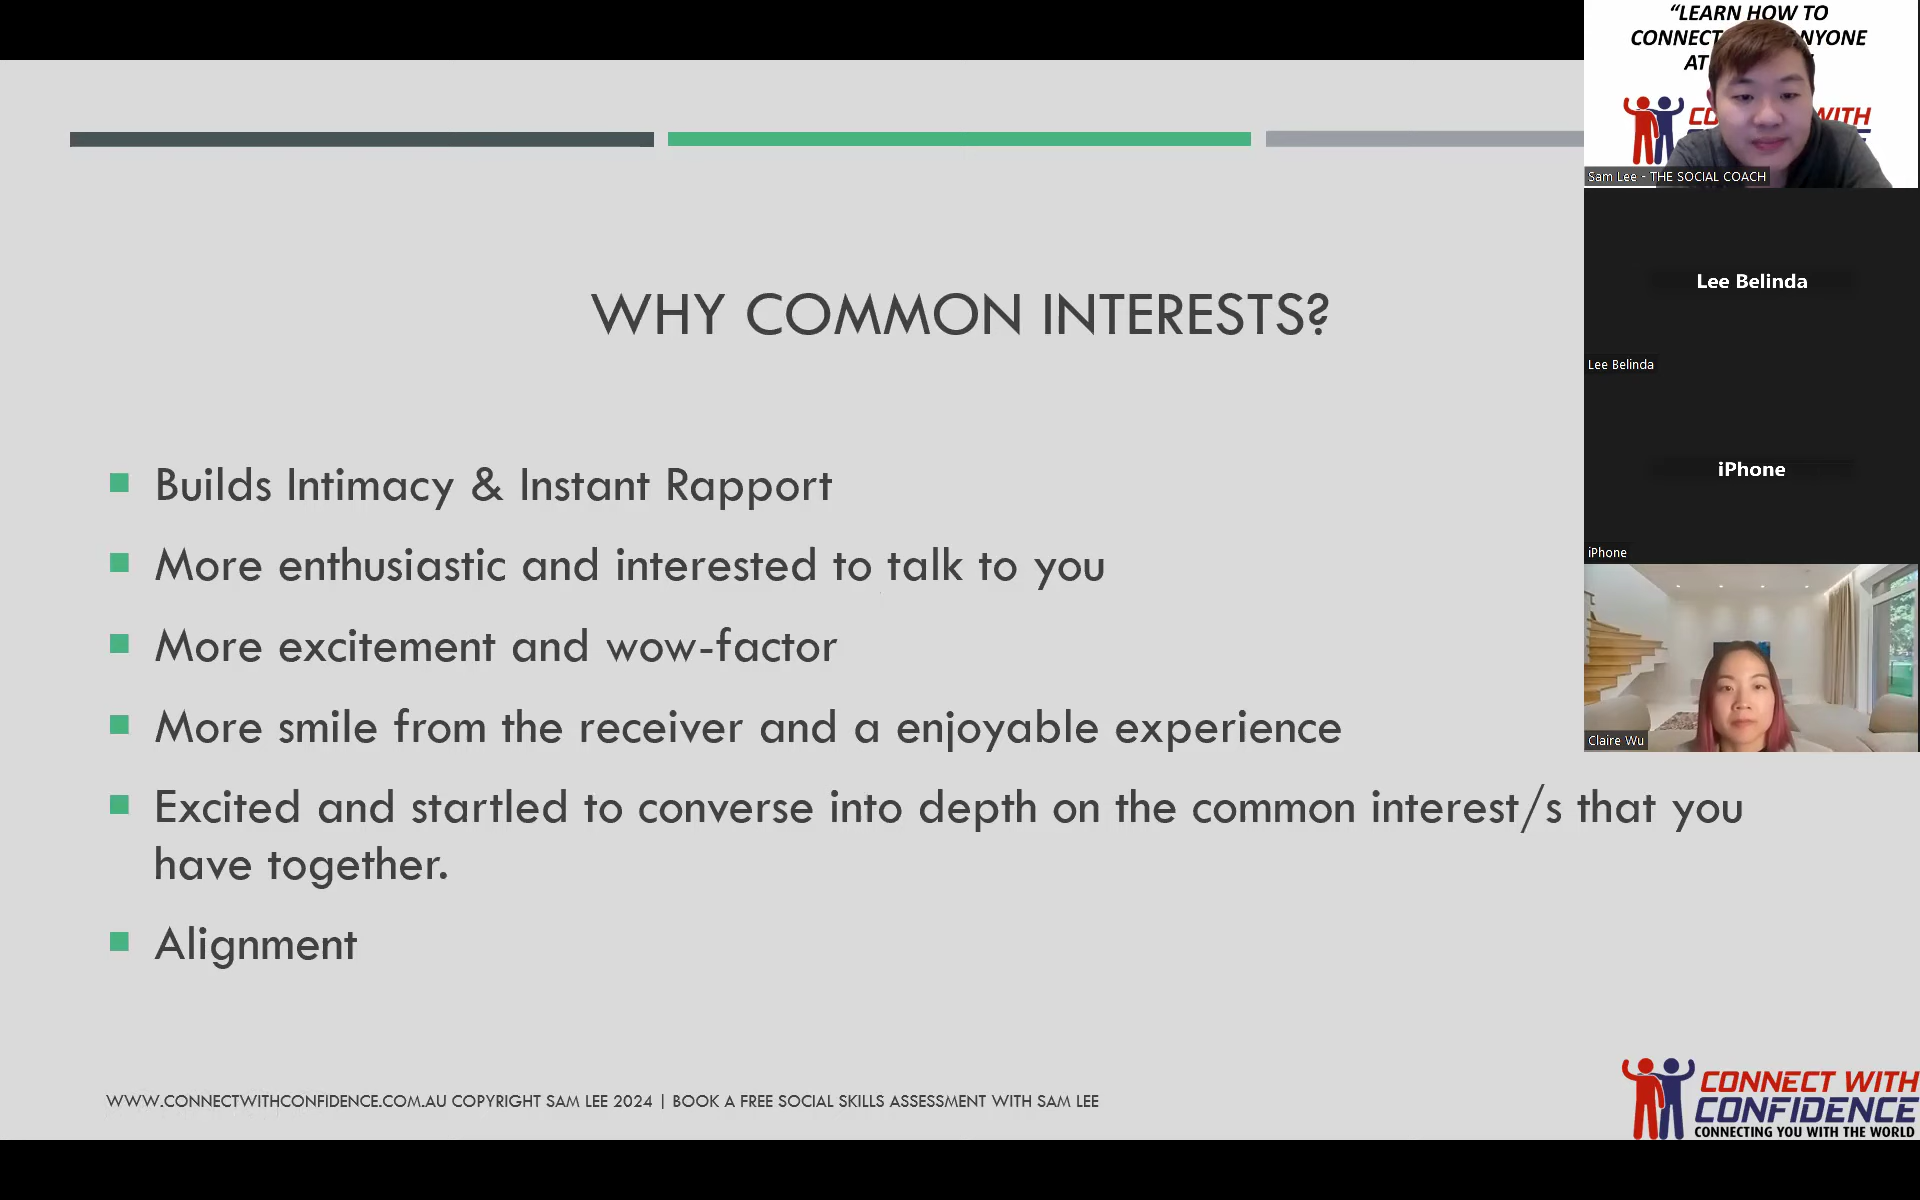 WHY COMMON INTERESTS?
Builds Intimacy & Instant Rapport
More enthusiastic and interested to talk to you
More excitement and wow-factor
More smile from the receiver and a enjoyable experience
Excited and startled to converse into depth on the common interest/s that you
have together.
Alignment
WWW.CONNECTWITHCONFIDENCE.COM.AU COPYRIGHT SAM LEE 2024 | BOOK A FREE SOCIAL SKILLS ASSESSMENT WITH SAM LEE
CONNECT WITH
CONFIDENCE
CONNECTING YOU WITH THE WORLD
“LEARN HOW TO
CONNECT NYONE
AT
WITH
Sam Lee - THE SOCIAL COACH
Lee Belinda
Lee Belinda
iPhone
iPhone
Claire Wu